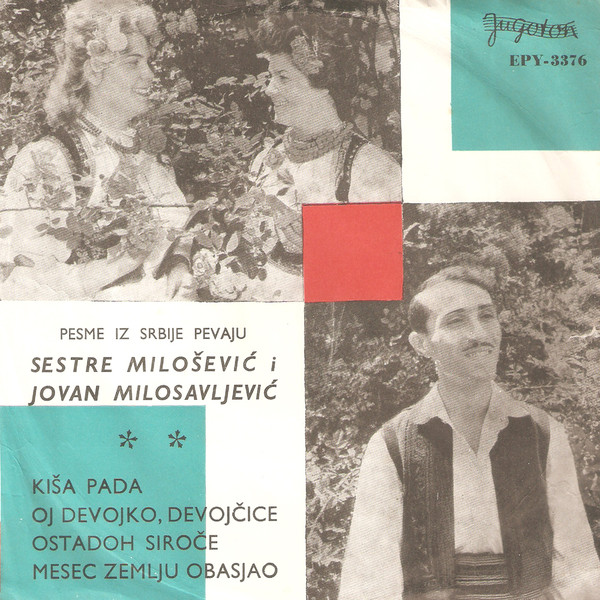 Jugoton
EPY-3376
PESME IZ SRBIJE PEVAJU
SESTRE MILOŠEVIĆ i
JOVAN MILOSAVLJEVIĆ
KIŠA PADA
OJ DEVOJKO, DEVOJČICE
OSTADOH SIROČE
MESEC ZEMLJU OBASJAO